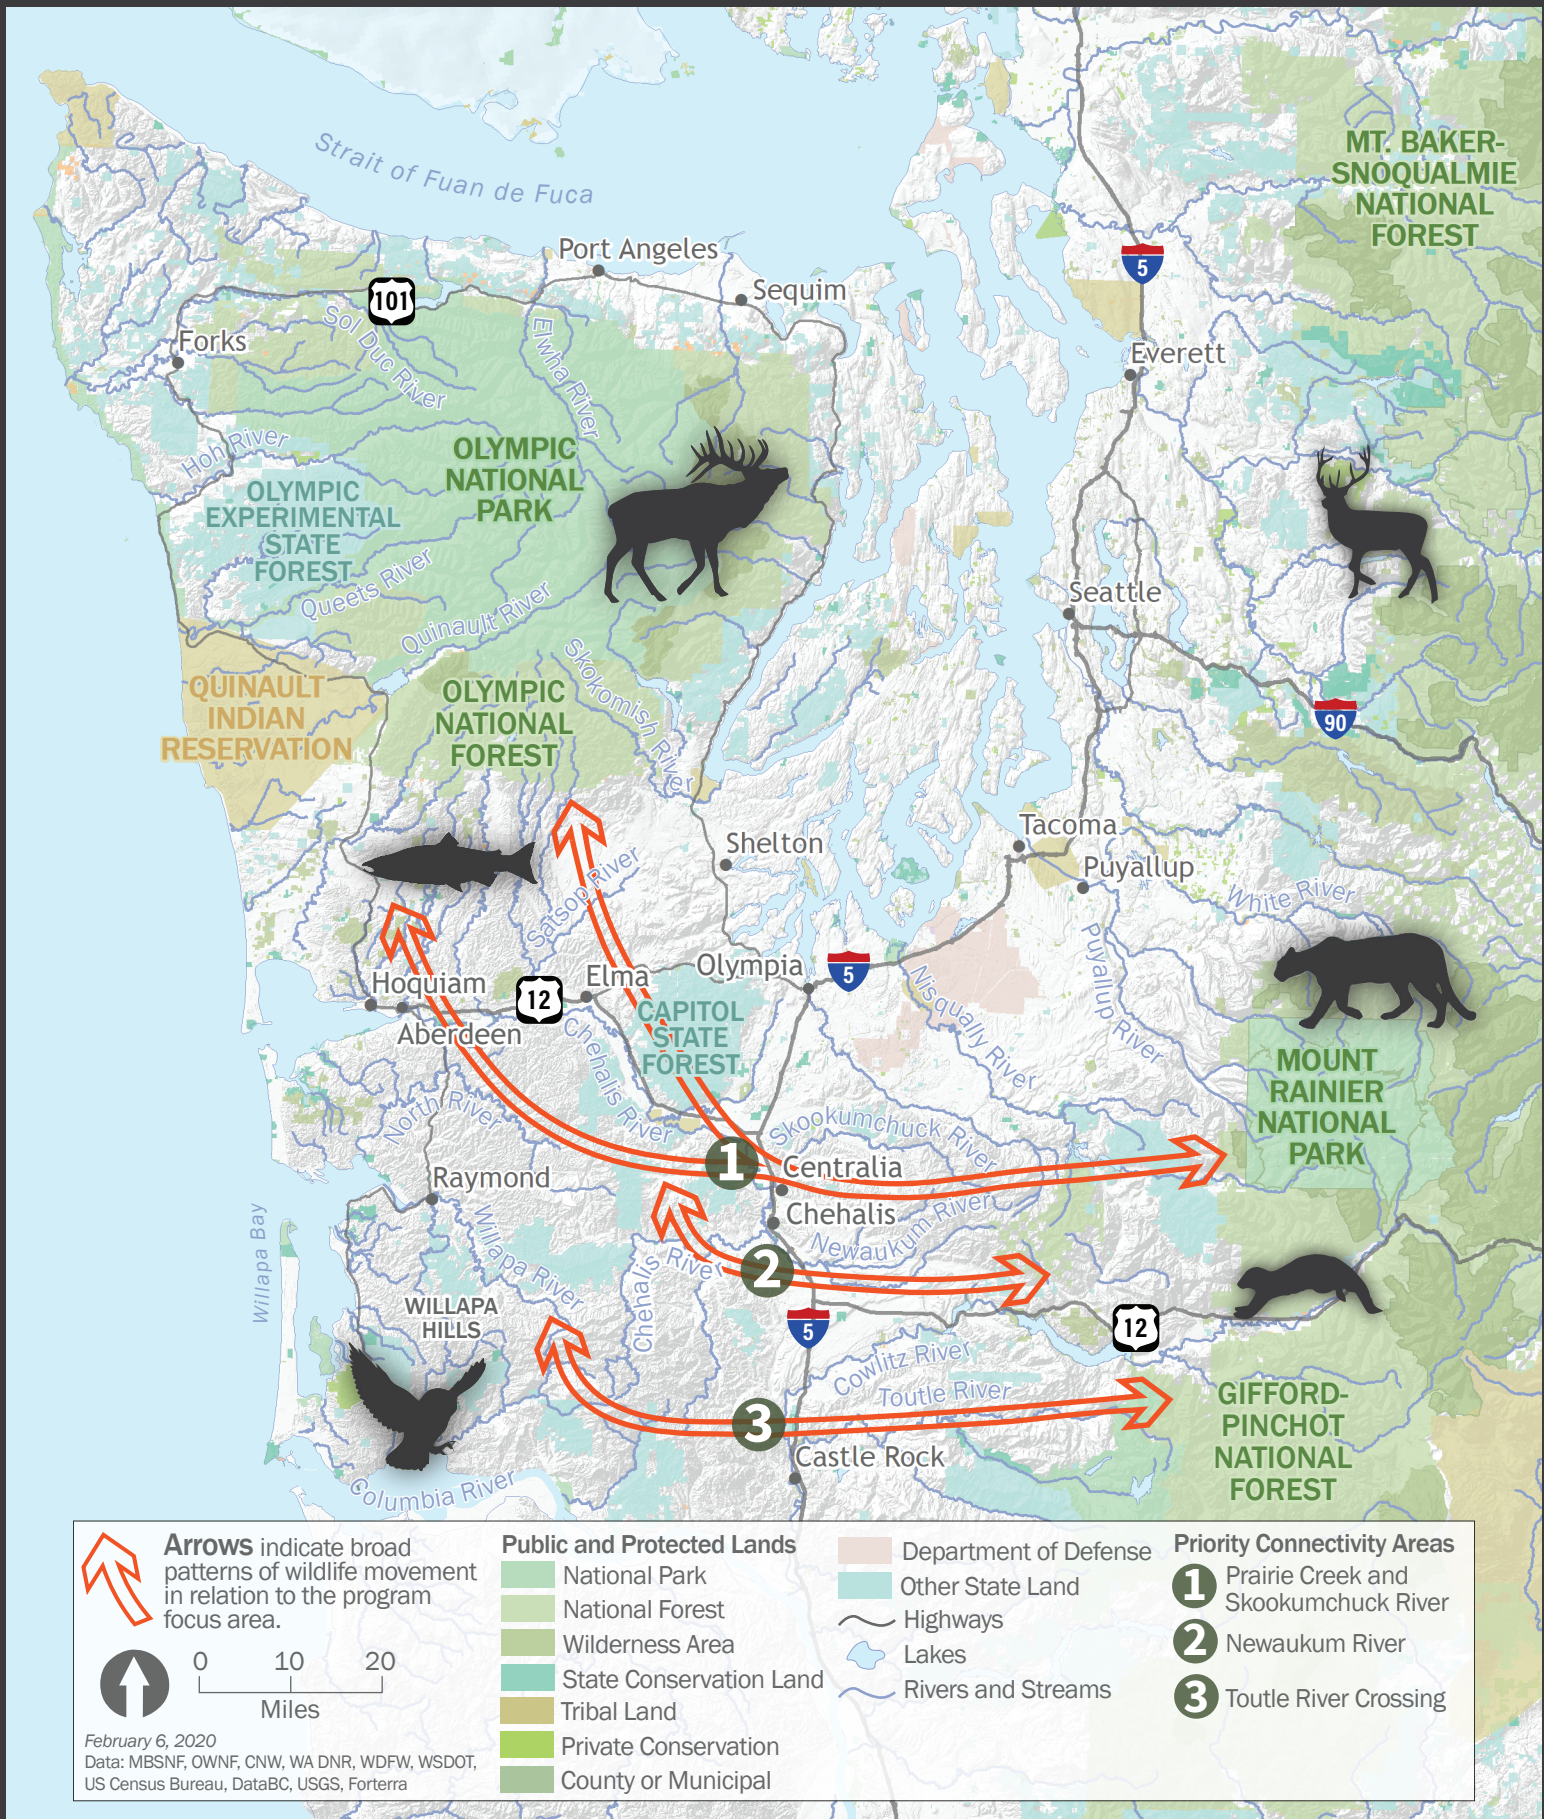 Strait of Fuan de Fuca
MT. BAKER-
SNOQUALMIE
NATIONAL
FOREST
Port Angeles
5
Sequim
101
Sol Duc River
Elwha River
Forks
Everett
Hoh River
OLYMPIC
NATIONAL
PARK
OLYMPIC
EXPERIMENTAL
STATE
FOREST
Queets River
Quinault River
Seattle
Skokomish River
QUINAULT
INDIAN
RESERVATION
OLYMPIC
NATIONAL
FOREST
90
Tacoma
Shelton
Puyallup
Satsop River
White River
Puyallup River
Olympia
5
Nisqually River
Hoquiam
12
Elma
Aberdeen
CAPITOL
STATE
FOREST
Chehalis River
MOUNT
RAINIER
NATIONAL
PARK
North River
Skookumchuck River
1
Centralia
Raymond
Chehalis
Willapa Bay
Willapa River
Chehalis River
Newaukum River
2
WILLAPA
HILLS
5
12
Cowlitz River
Toutle River
GIFFORD-
PINCHOT
NATIONAL
FOREST
3
Castle Rock
Columbia River
Arrows indicate broad
patterns of wildlife movement
in relation to the program
focus area.
0 10 20
Miles
February 6, 2020
Data: MBSNF, OWNF, CNW, WA DNR, WDFW, WSDOT,
US Census Bureau, DataBC, USGS, Forterra
Public and Protected Lands
National Park
National Forest
Wilderness Area
State Conservation Land
Tribal Land
Private Conservation
County or Municipal
Department of Defense
Other State Land
Highways
Lakes
Rivers and Streams
Priority Connectivity Areas
1 Prairie Creek and
Skookumchuck River
2 Newaukum River
3 Toutle River Crossing